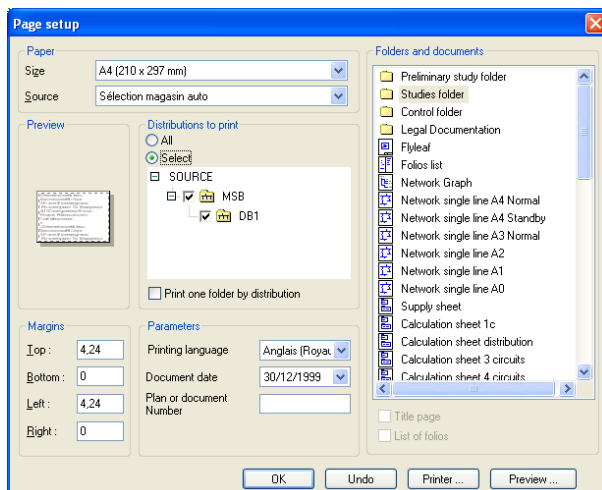 Page setup
Paper
Size A4 (210 x 297 mm)
Source Sélection magasin auto
Preview
Distributions to print
All
Select
SOURCE
MSB
DB1
Print one folder by distribution
Margins
Top : 4,24
Bottom : 0
Left : 4,24
Right : 0
Parameters
Printing language Anglais (Royau
Document date 30/12/1999
Plan or document
Number
Folders and documents
Preliminary study folder
Studies folder
Control folder
Legal Documentation
Flyleaf
Folios list
Network Graph
Network single line A4 Normal
Network single line A4 Standby
Network single line A3 Normal
Network single line A2
Network single line A1
Network single line A0
Supply sheet
Calculation sheet 1c
Calculation sheet distribution
Calculation sheet 3 circuits
Calculation sheet 4 circuits
Title page
List of folios
OK Undo Printer ... Preview ...